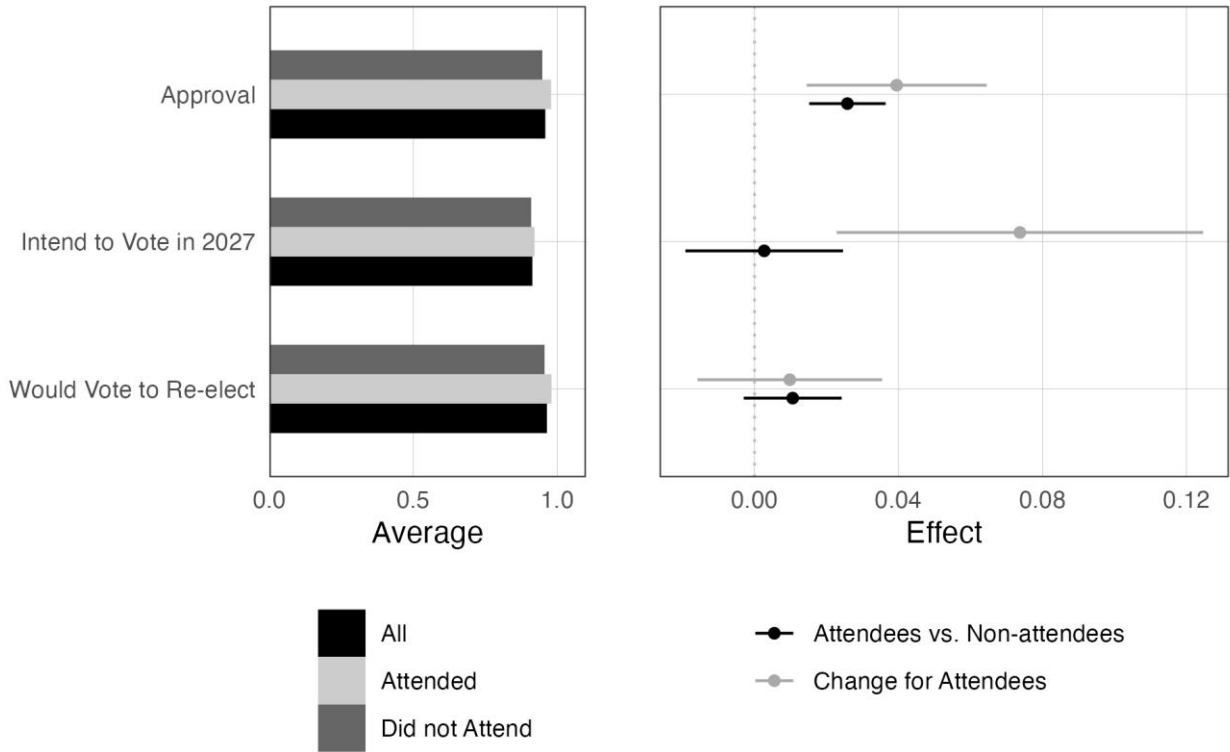 Approval
Intend to Vote in 2027
Would Vote to Re-elect
0.0 0.5 1.0
Average
0.00 0.04 0.08 0.12
Effect
All
Attended
Did not Attend
Attendees vs. Non-attendees
Change for Attendees